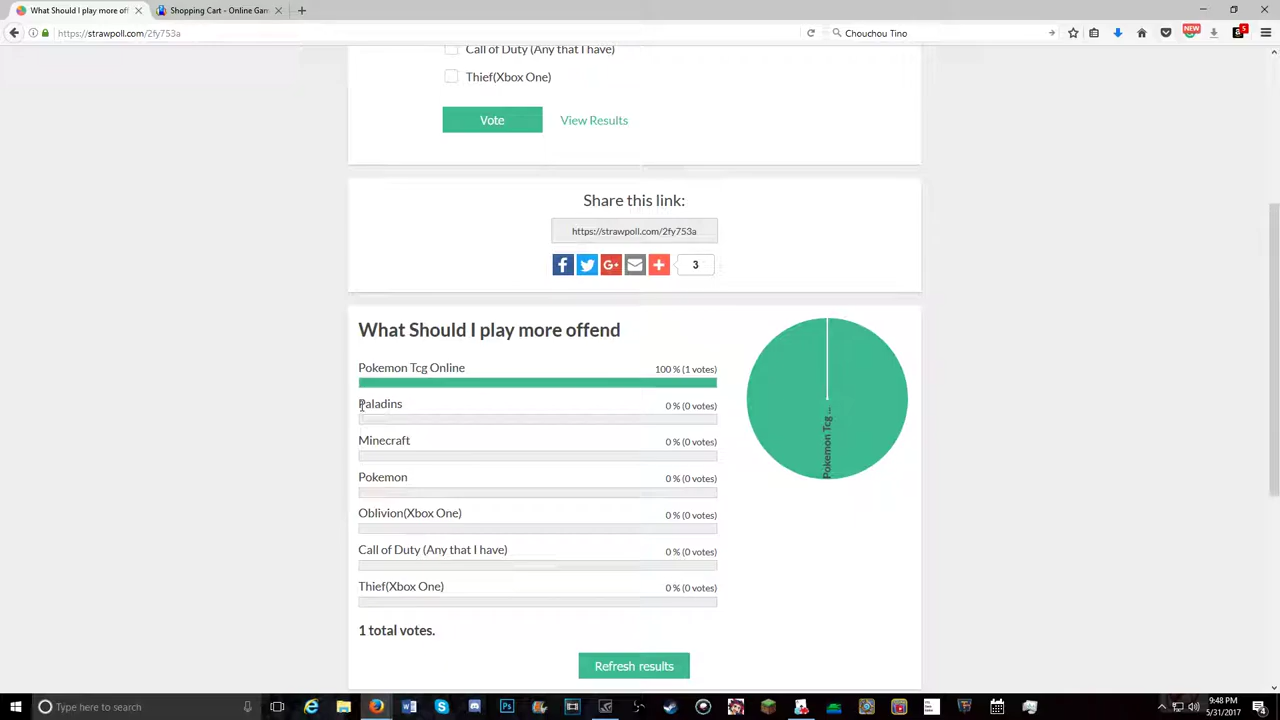 What Should I play more of
Shopping Cart - Online Gam
https://strawpoll.com/2fy753a
Chouchou Tino
NEW
5
Call of Duty (Any that I have)
Thief(Xbox One)
Vote
View Results
Share this link:
https://strawpoll.com/2fy753a
3
What Should I play more offend
Pokemon Tcg Online
100 % (1 votes)
Paladins
0 % (0 votes)
Minecraft
0 % (0 votes)
Pokemon
0 % (0 votes)
Oblivion(Xbox One)
0 % (0 votes)
Call of Duty (Any that I have)
0 % (0 votes)
Thief(Xbox One)
0 % (0 votes)
Pokemon Tcg ...
1 total votes.
Refresh results
Type here to search
9:48 PM
5/31/2017